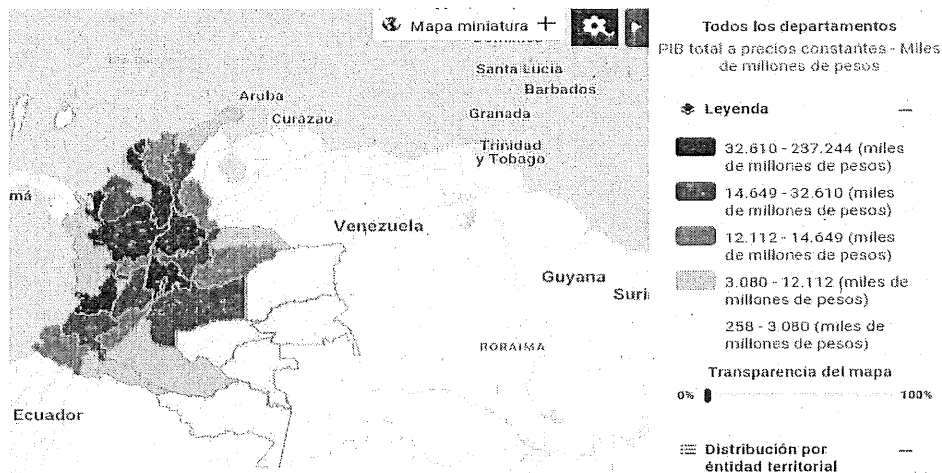 Mapa miniatura
Santa Lucía
Barbados
Aruba
Curazao
Granada
Trinidad
y Tobago
má
Venezuela
Guyana
Suri
RORAIMA
Ecuador
Todos los departamentos
PIB total a precios constantes - Miles
de millones de pesos
Leyenda
32.610 - 237.244 (miles
de millones de pesos)
14.649 - 32.610 (miles
de millones de pesos)
12.112 - 14.649 (miles
de millones de pesos)
3.080 - 12.112 (miles de
millones de pesos)
258 - 3.080 (miles de
millones de pesos)
Transparencia del mapa
0% 100%
Distribución por
éntidad territorial